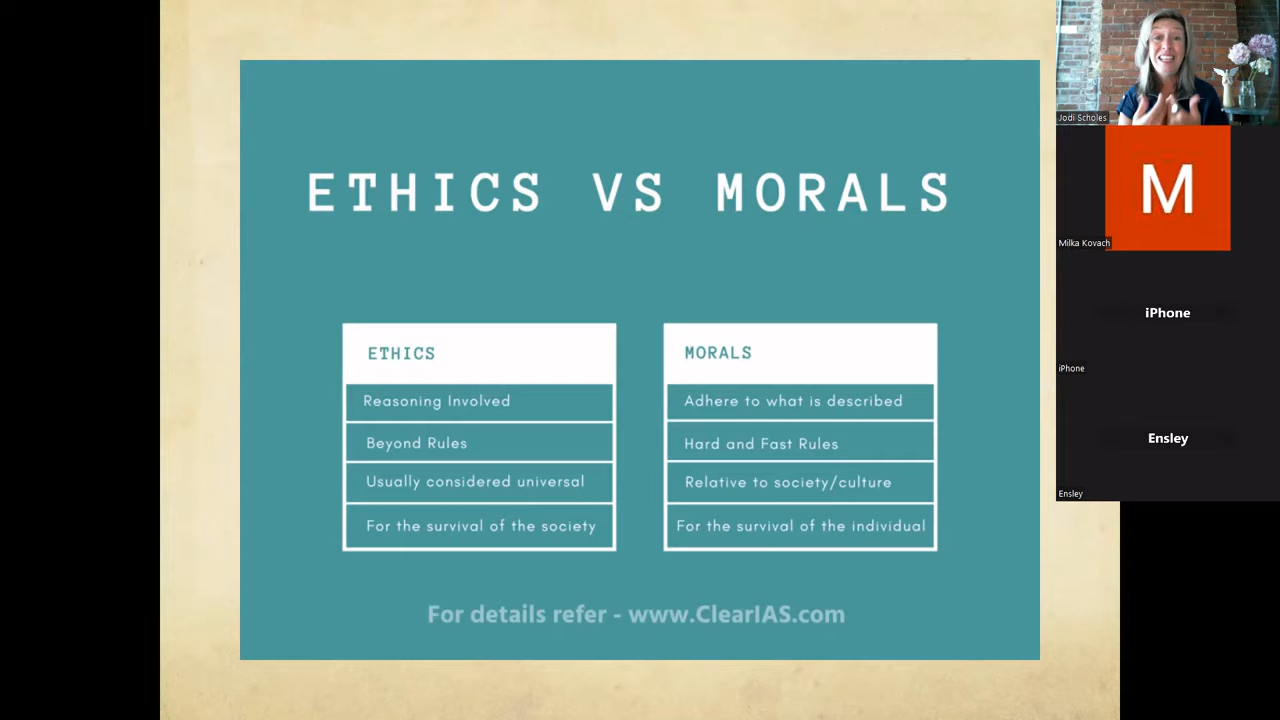 ETHICS VS MORALS
ETHICS
Reasoning Involved
Beyond Rules
Usually considered universal
For the survival of the society
MORALS
Adhere to what is described
Hard and Fast Rules
Relative to society/culture
For the survival of the individual
For details refer - www.ClearIAS.com
Jodi Scholes
M
Milka Kovach
iPhone
iPhone
Ensley
Ensley